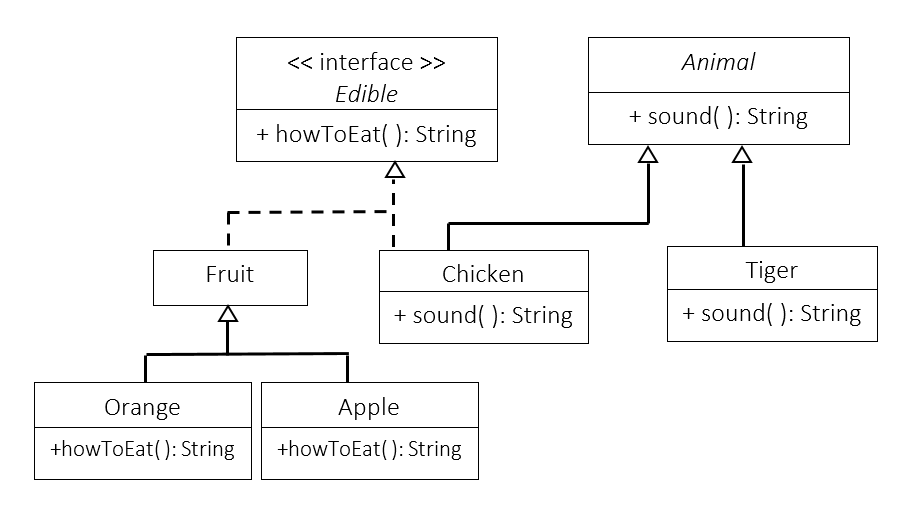 << interface >>
Edible
+ howToEat( ): String
Animal
+ sound( ): String
Fruit
Chicken
+ sound( ): String
Tiger
+ sound( ): String
Orange
+howToEat( ): String
Apple
+howToEat( ): String